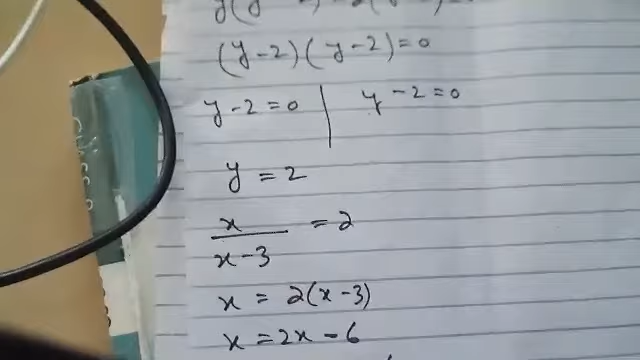 (y-2)(y-2)=0
y-2=0 | y-2=0
y=2
x/(x-3) = 2
x = 2(x-3)
x = 2x-6